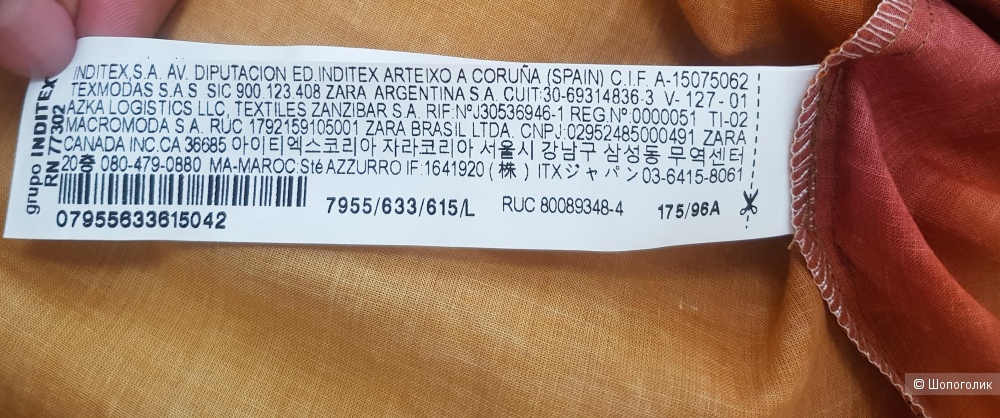 grupo INDITEX
RN 77302
INDITEX,S.A. AV. DIPUTACION ED.INDITEX ARTEIXO A CORUÑA (SPAIN) C.I.F. A-15075062
TEXMODAS S.A.S SIC 900 123 408 ZARA ARGENTINA S.A. CUIT:30-69314836-3 V-127-01
AZKA LOGISTICS LLC, TEXTILES ZANZIBAR S.A. RIF:NºJ30536946-1 REG.Nº:0000051 TI-02
MACROMODA S.A. RUC 1792159105001 ZARA BRASIL LTDA. CNPJ:02952485000491 ZARA
CANADA INC.CA 36685 아이티엑스코리아 자라코리아 서울시 강남구 삼성동 무역센터
20층 080-479-0880 MA-MAROC:Sté AZZURRO IF:1641920 (株) ITXジャパン 03-6415-8061
07955633615042
7955/633/615/L
RUC 80089348-4
175/96A
© Шопоголик